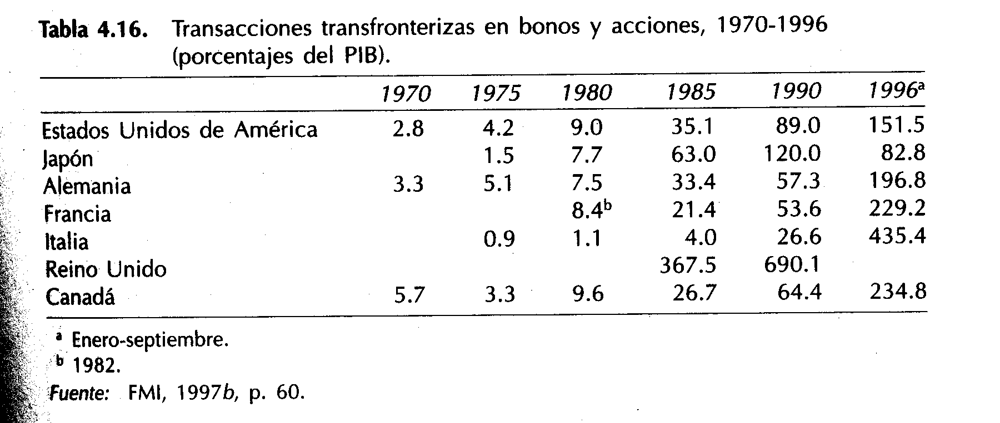 Tabla 4.16. Transacciones transfronterizas en bonos y acciones, 1970-1996
(porcentajes del PIB).
1970 1975 1980 1985 1990 1996ᵃ
Estados Unidos de América 2.8 4.2 9.0 35.1 89.0 151.5
Japón 1.5 7.7 63.0 120.0 82.8
Alemania 3.3 5.1 7.5 33.4 57.3 196.8
Francia 8.4ᵇ 21.4 53.6 229.2
Italia 0.9 1.1 4.0 26.6 435.4
Reino Unido 367.5 690.1
Canadá 5.7 3.3 9.6 26.7 64.4 234.8
ᵃ Enero-septiembre.
ᵇ 1982.
Fuente: FMI, 1997b, p. 60.